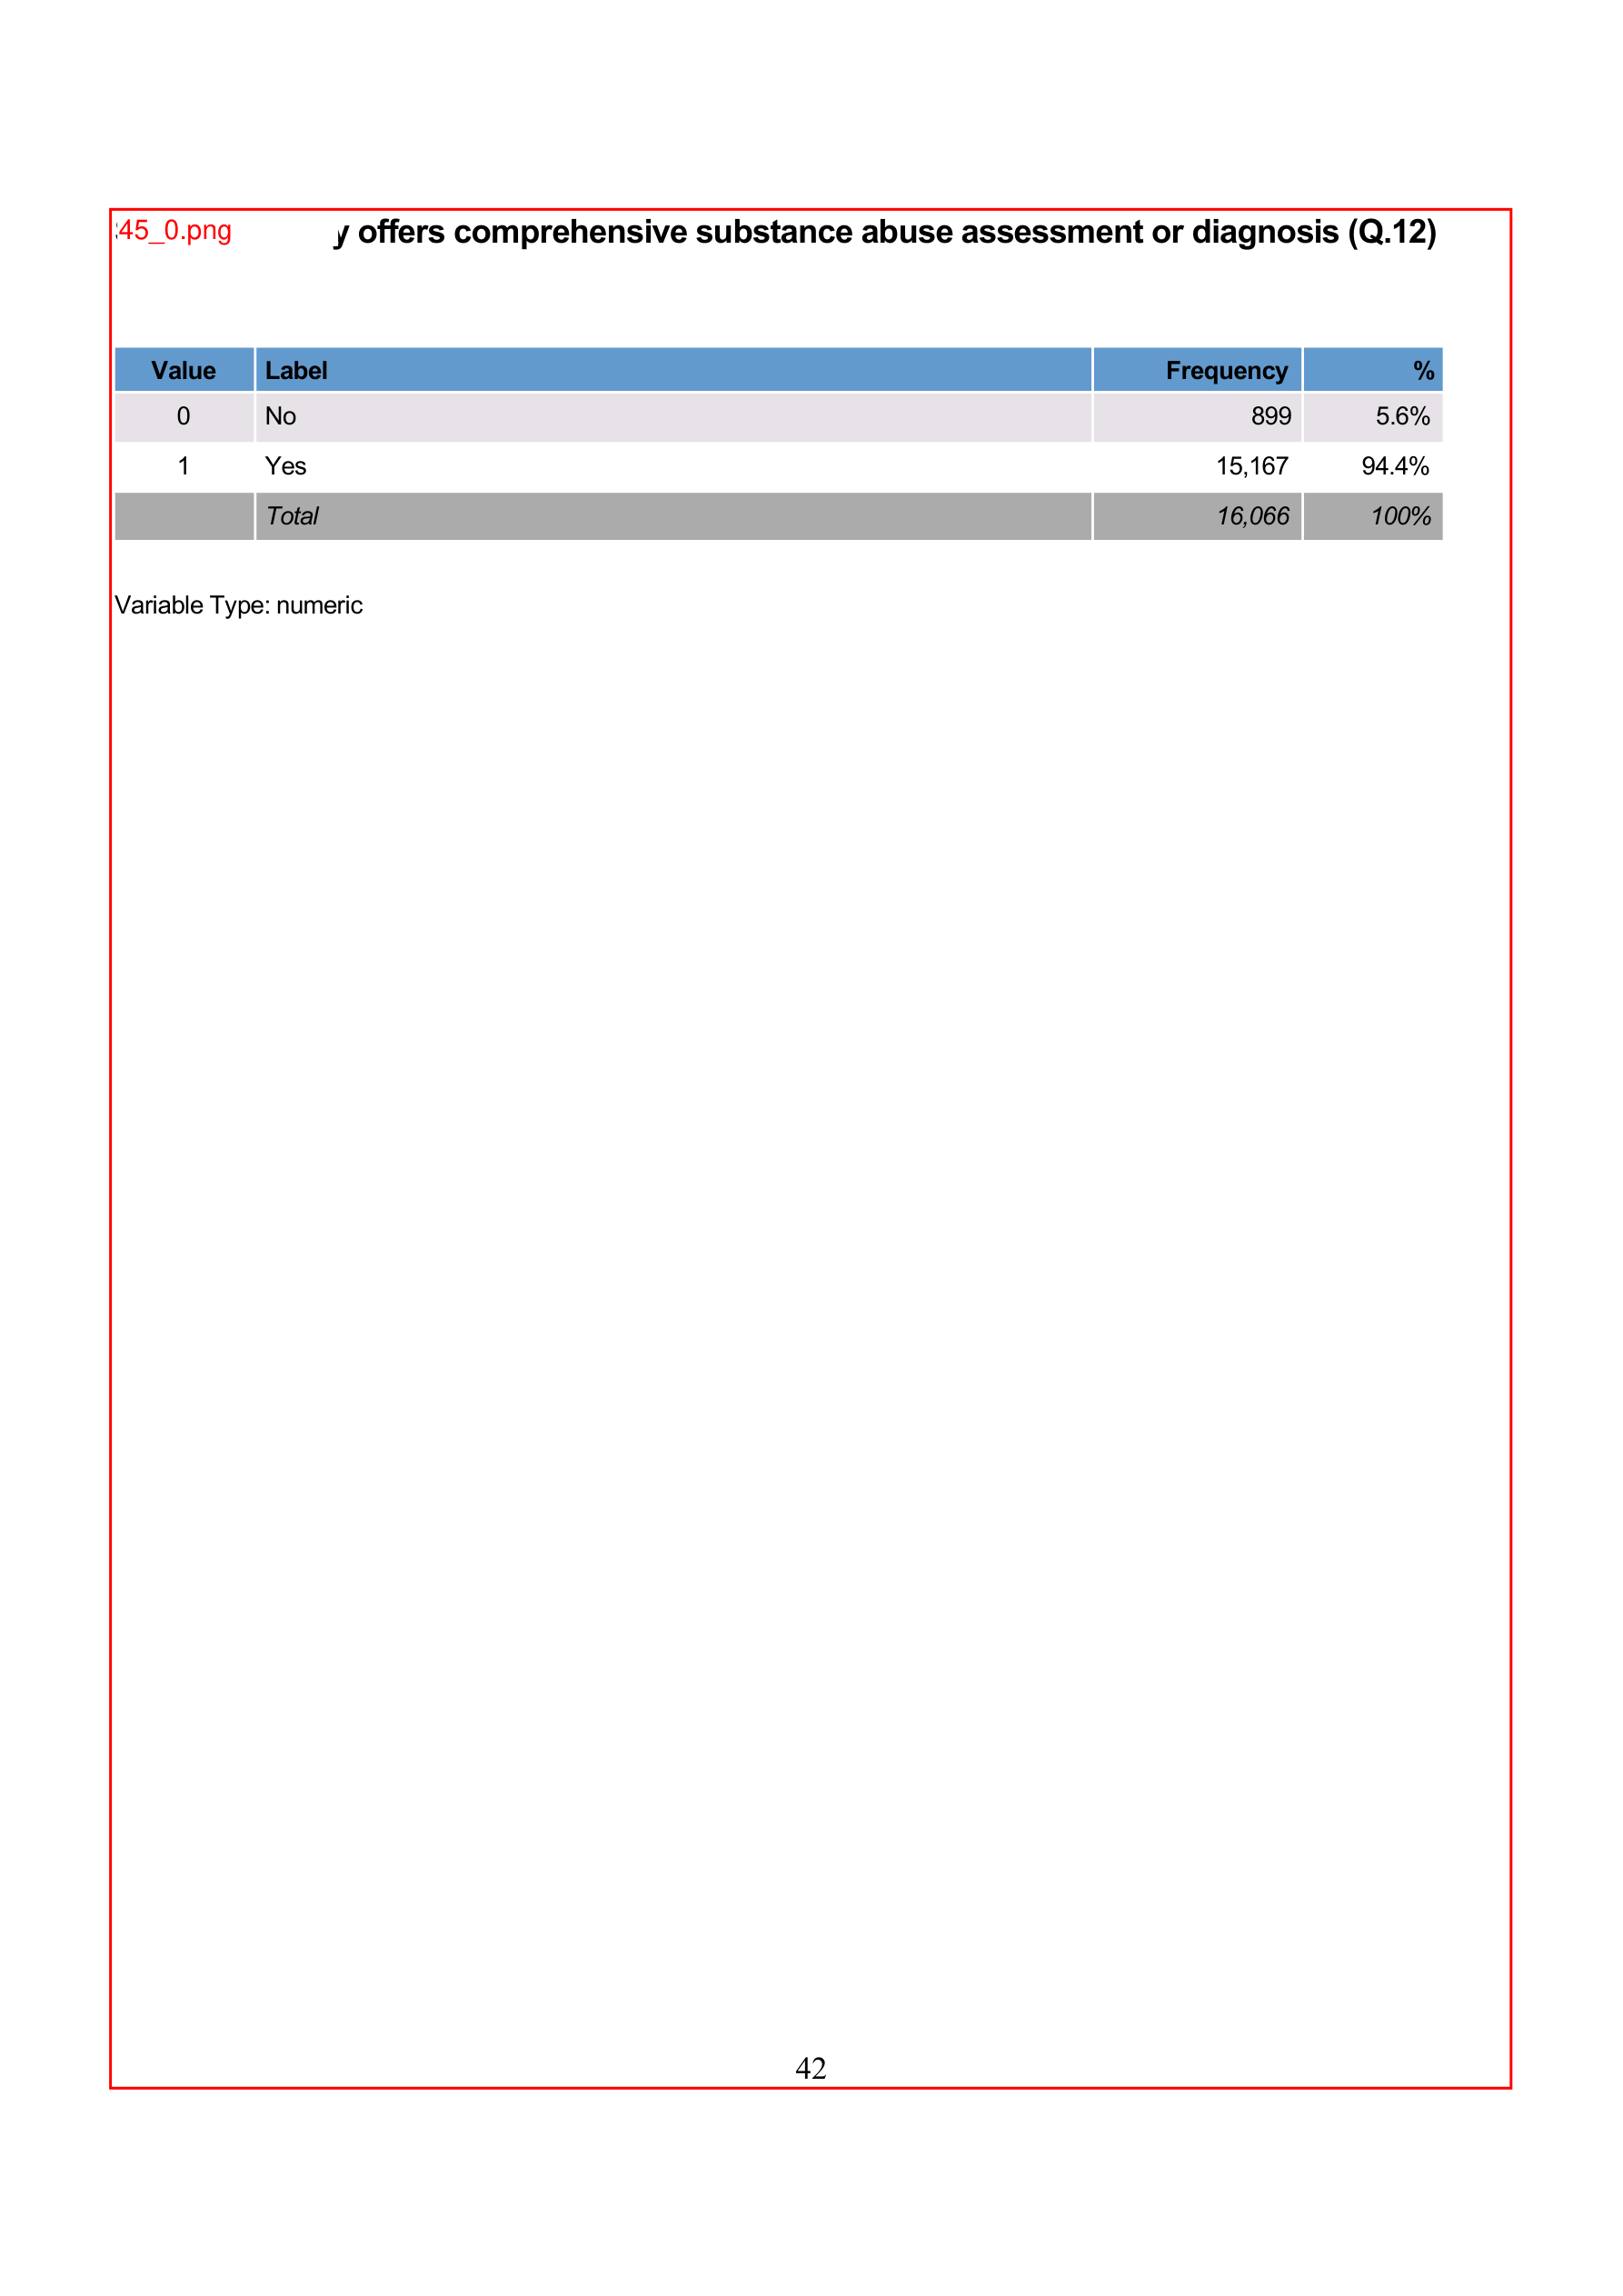 45_0.png
offers comprehensive substance abuse assessment or diagnosis (Q.12)
Value Label Frequency %
0 No 899 5.6%
1 Yes 15,167 94.4%
Total 16,066 100%
Variable Type: numeric
42